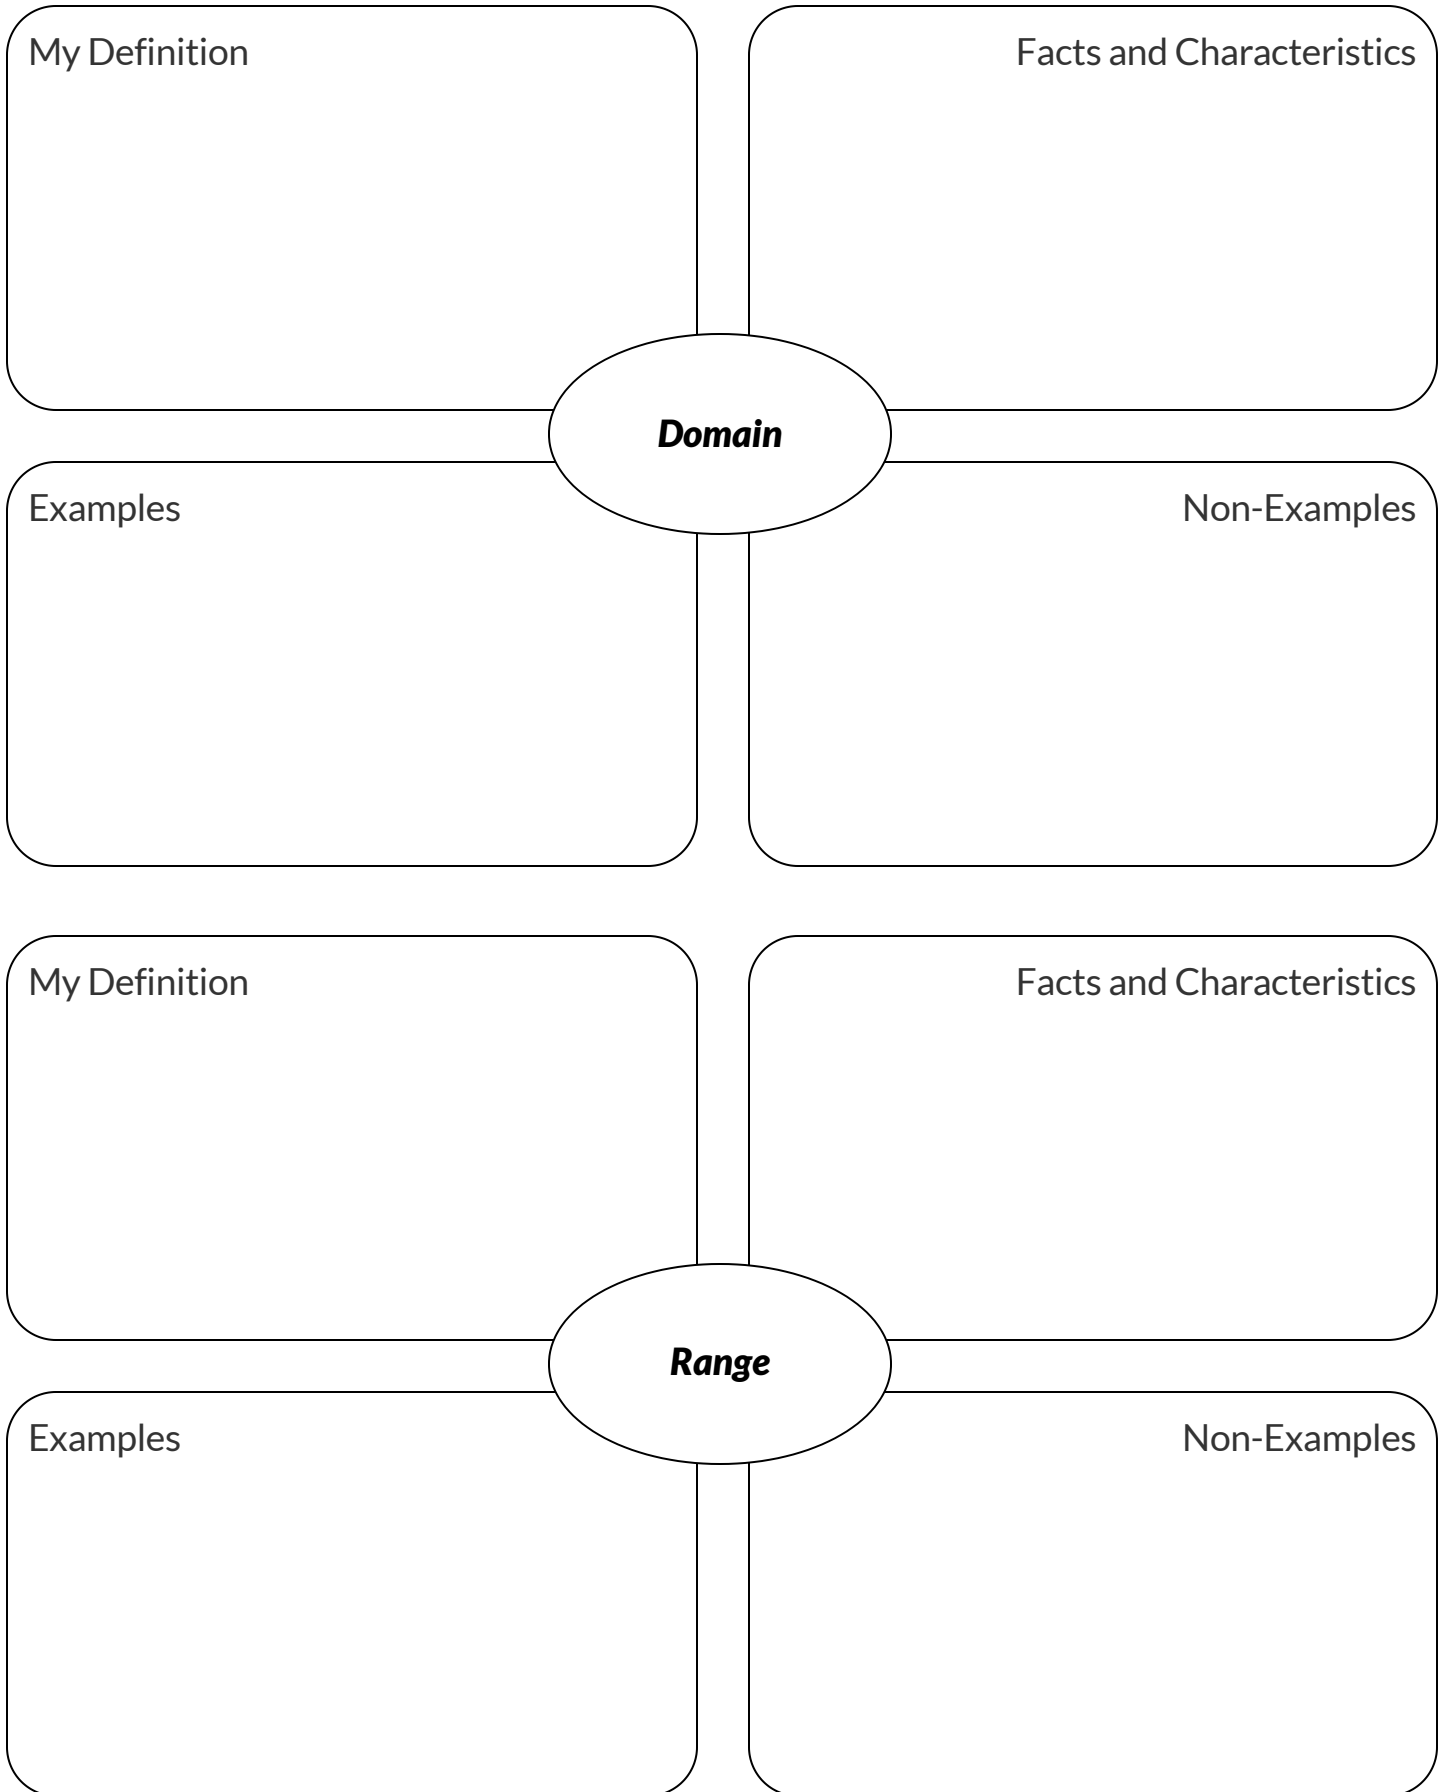 My Definition
Facts and Characteristics
Domain
Examples
Non-Examples
My Definition
Facts and Characteristics
Range
Examples
Non-Examples